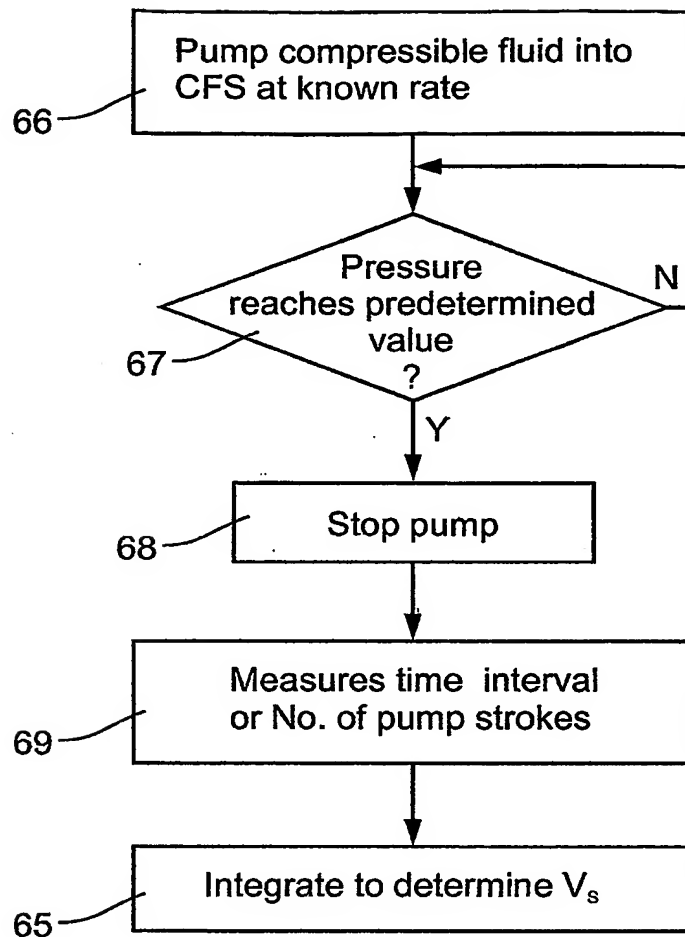 Pump compressible fluid into
CFS at known rate
66
Pressure
reaches predetermined
value
?
N
67
Y
Stop pump
68
Measures time interval
or No. of pump strokes
69
Integrate to determine Vs
65